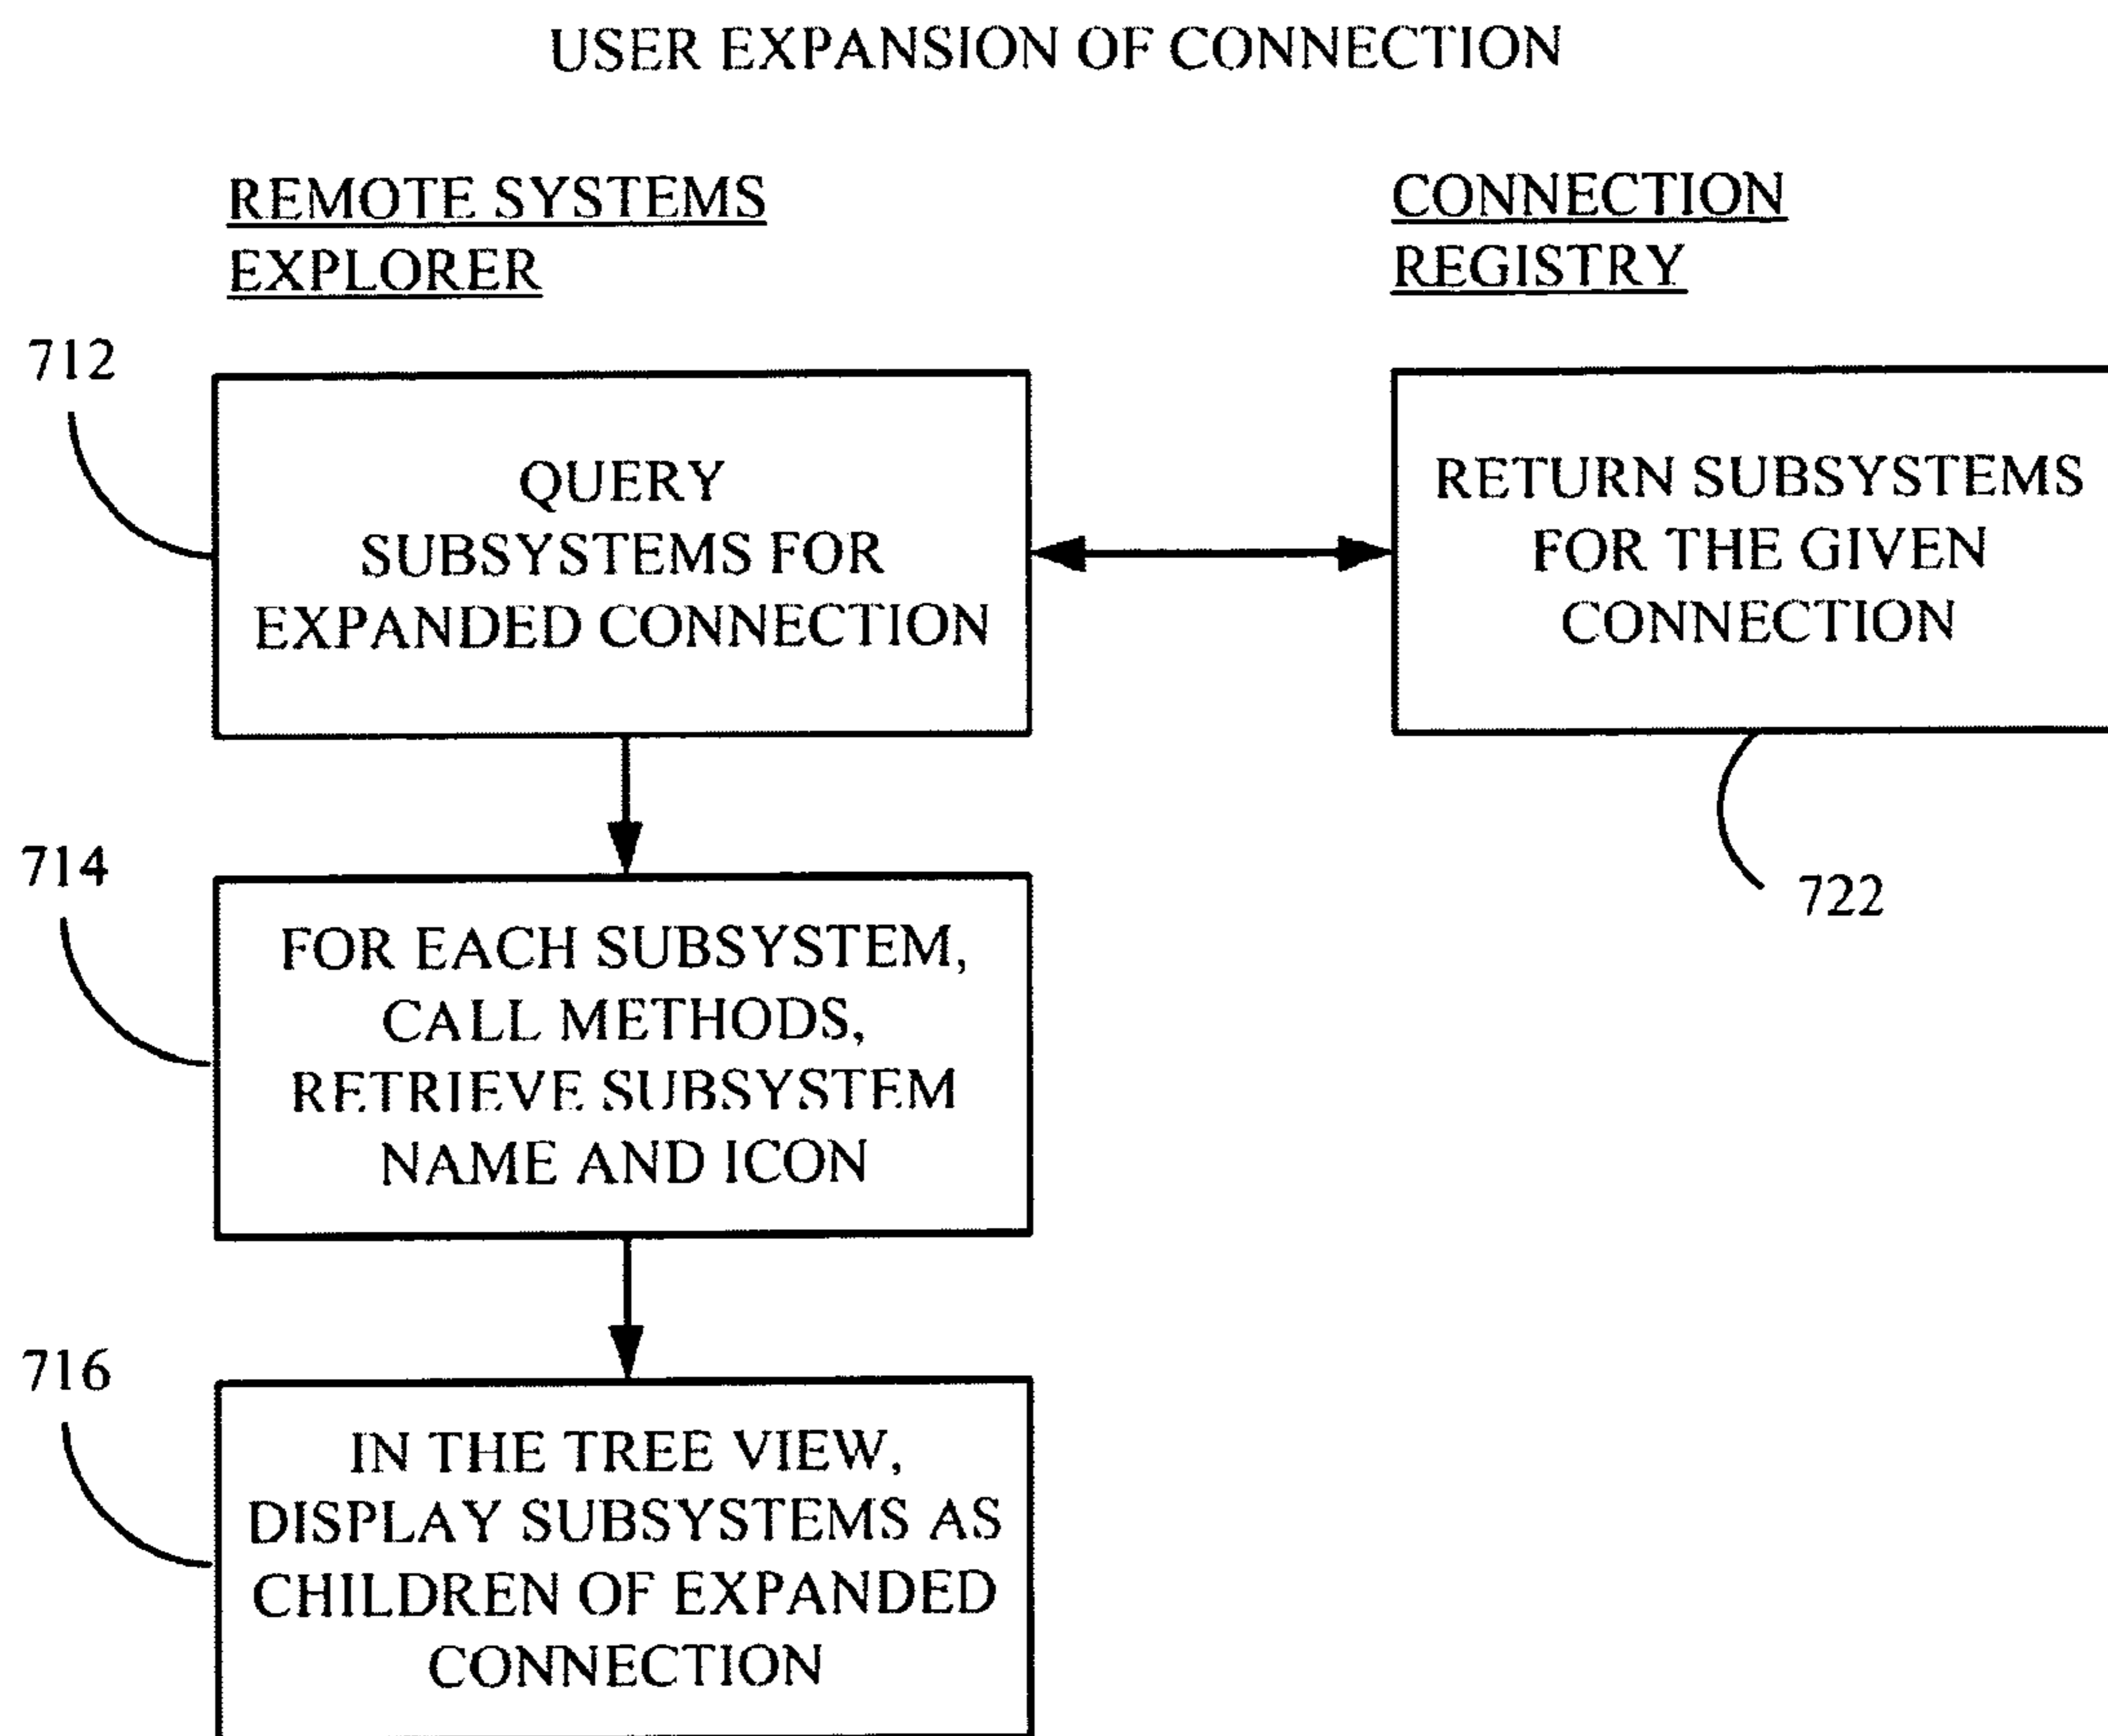 USER EXPANSION OF CONNECTION
REMOTE SYSTEMS
EXPLORER
CONNECTION
REGISTRY
712
QUERY
SUBSYSTEMS FOR
EXPANDED CONNECTION
RETURN SUBSYSTEMS
FOR THE GIVEN
CONNECTION
722
714
FOR EACH SUBSYSTEM,
CALL METHODS,
RETRIEVE SUBSYSTEM
NAME AND ICON
716
IN THE TREE VIEW,
DISPLAY SUBSYSTEMS AS
CHILDREN OF EXPANDED
CONNECTION